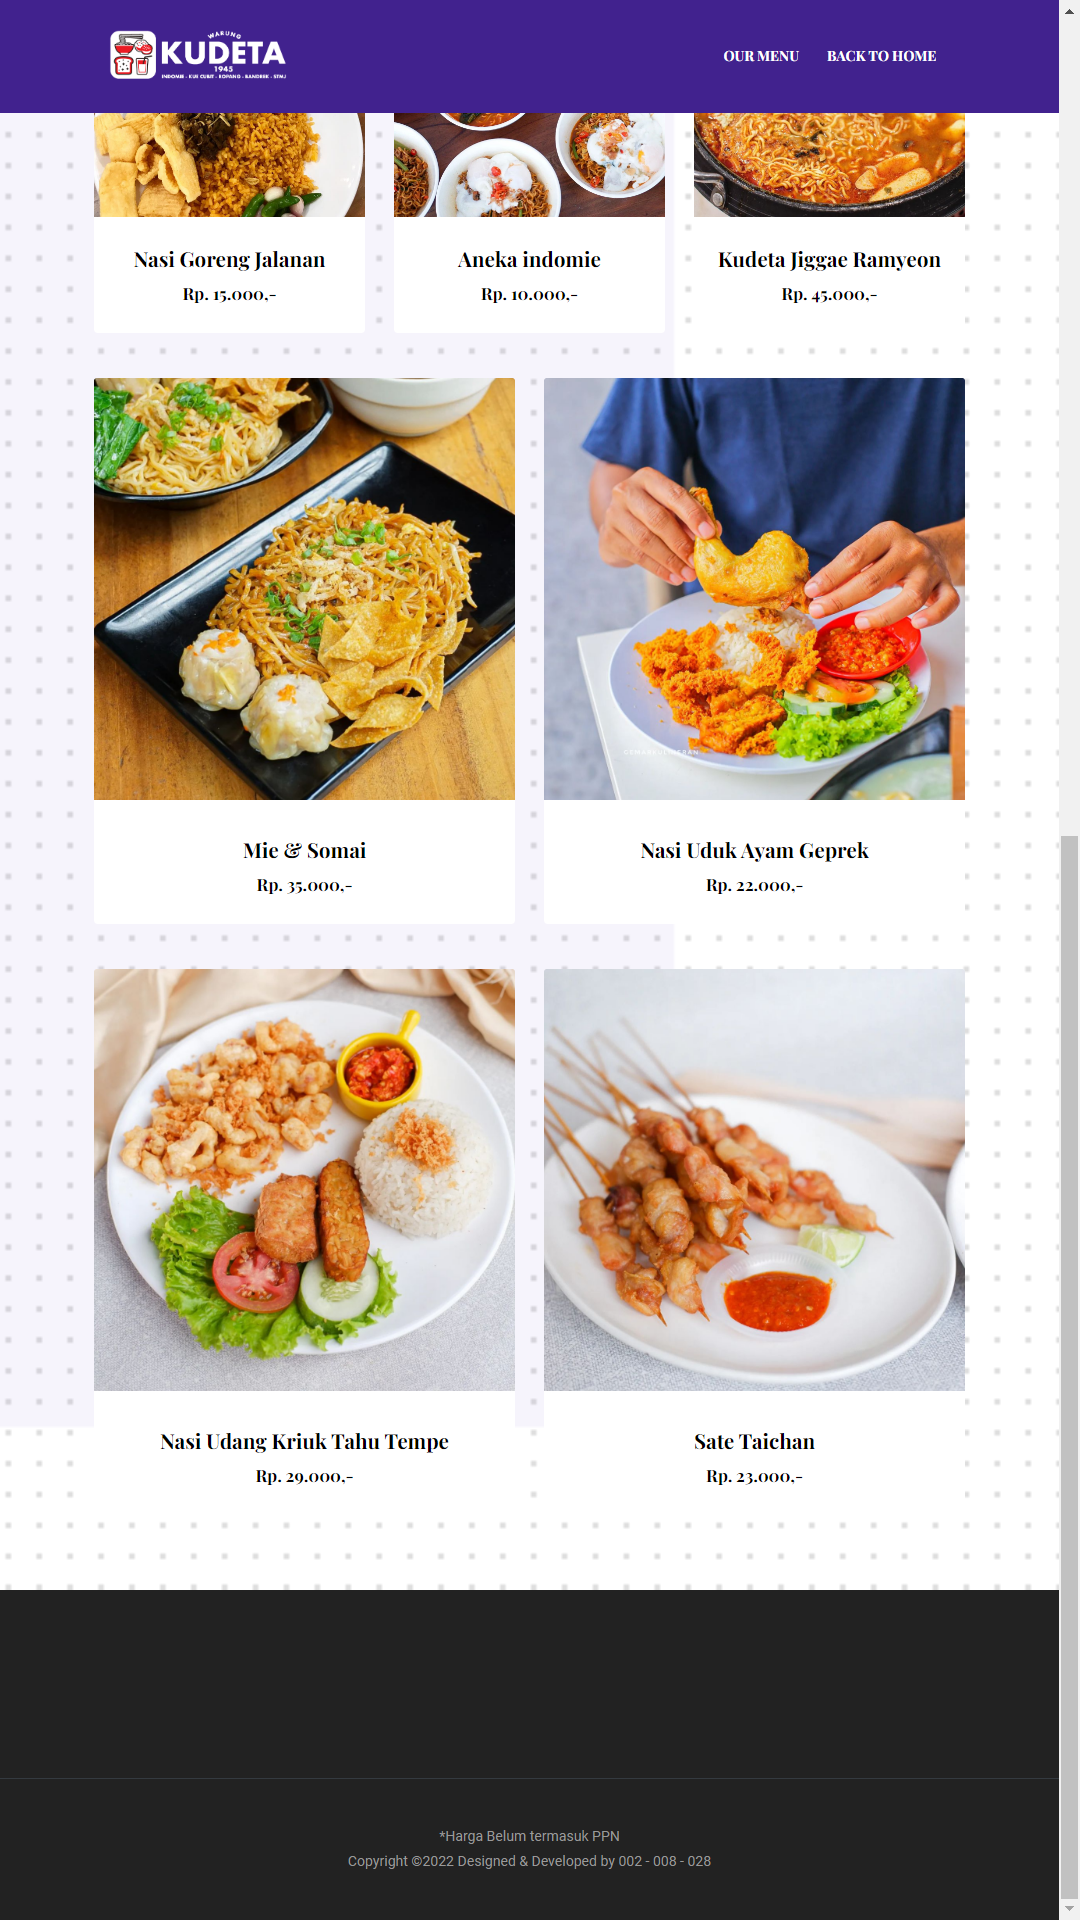 WARUNG
KUDETA
1945
INDOMIE - KUE CUBIT - ROPANG - BANDREK - STMJ
OUR MENU
BACK TO HOME
Nasi Goreng Jalanan
Rp. 15.000,-
Aneka indomie
Rp. 10.000,-
Kudeta Jiggae Ramyeon
Rp. 45.000,-
Mie & Somai
Rp. 35.000,-
Nasi Uduk Ayam Geprek
Rp. 22.000,-
Nasi Udang Kriuk Tahu Tempe
Rp. 29.000,-
Sate Taichan
Rp. 23.000,-
*Harga Belum termasuk PPN
Copyright ©2022 Designed & Developed by 002 - 008 - 028